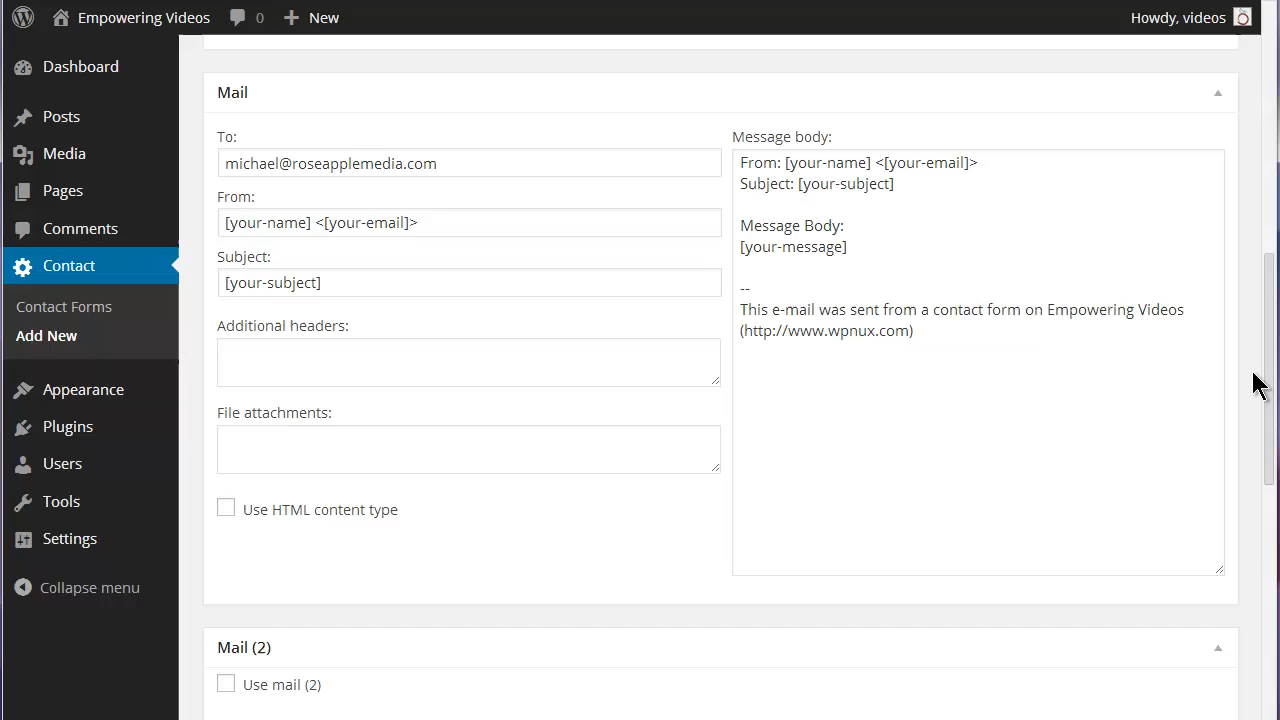 Empowering Videos 0 New Howdy, videos
Dashboard
Posts
Media
Pages
Comments
Contact
Contact Forms
Add New
Appearance
Plugins
Users
Tools
Settings
Collapse menu
Mail
To:
michael@roseapplemedia.com
From:
[your-name] <[your-email]>
Subject:
[your-subject]
Additional headers:
File attachments:
Use HTML content type
Message body:
From: [your-name] <[your-email]>
Subject: [your-subject]
Message Body:
[your-message]
--
This e-mail was sent from a contact form on Empowering Videos
(http://www.wpnux.com)
Mail (2)
Use mail (2)